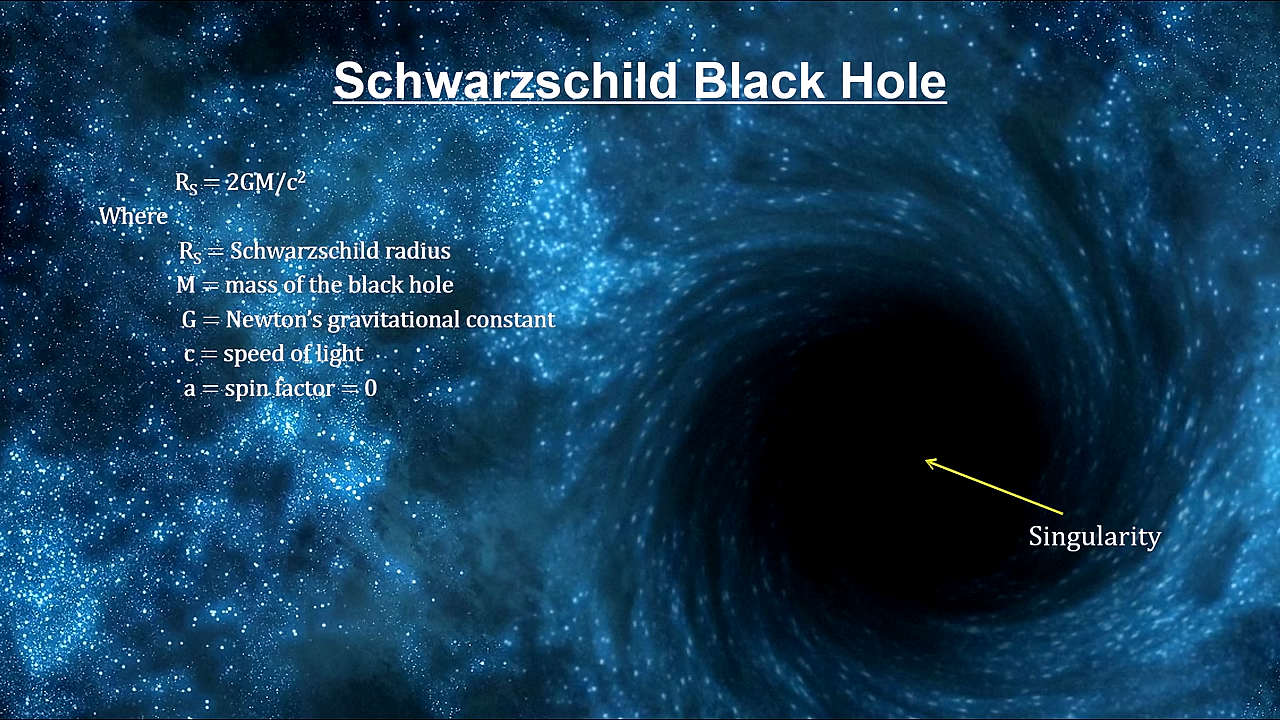 Schwarzschild Black Hole
R_S = 2GM/c²
Where
R_S = Schwarzschild radius
M = mass of the black hole
G = Newton’s gravitational constant
c = speed of light
a = spin factor = 0
Singularity